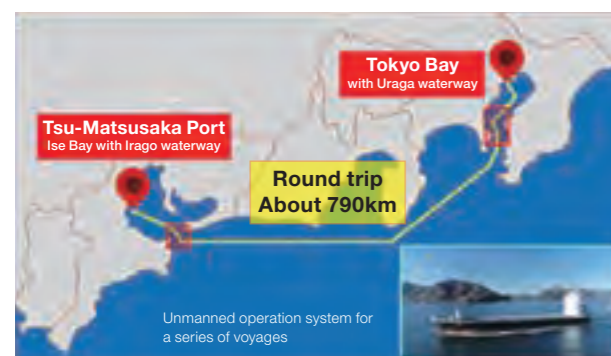 Tokyo Bay
with Uraga waterway
Tsu-Matsusaka Port
Ise Bay with Irago waterway
Round trip
About 790km
Unmanned operation system for
a series of voyages